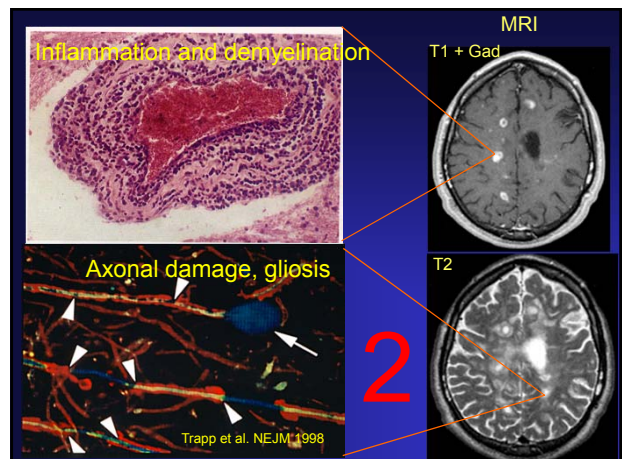 MRI
Inflammation and demyelination
T1 + Gad
Axonal damage, gliosis
T2
2
Trapp et al. NEJM 1998